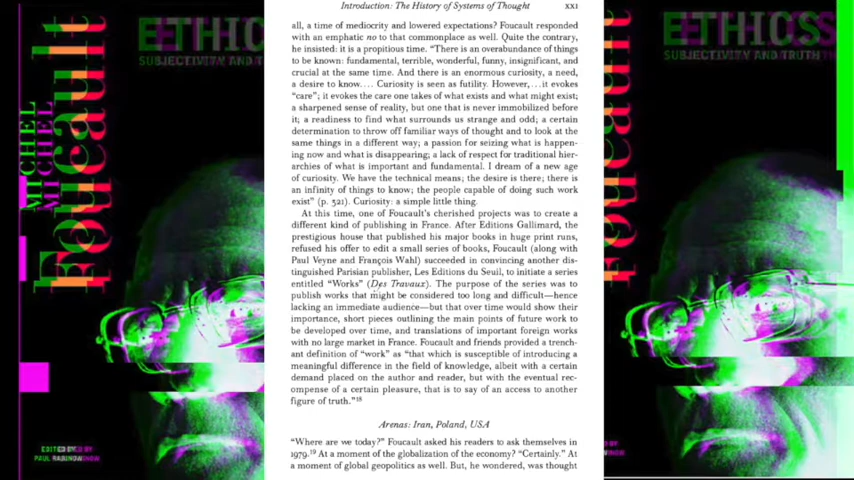 MICHEL
MICHEL
Foucault
ETHICS
SUBJECTIVITY AND T
EDITED BY
PAUL RABINOW
Introduction: The History of Systems of Thought XXI
all, a time of mediocrity and lowered expectations? Foucault responded
with an emphatic no to that commonplace as well. Quite the contrary,
he insisted: it is a propitious time. “There is an overabundance of things
to be known: fundamental, terrible, wonderful, funny, insignificant, and
crucial at the same time. And there is an enormous curiosity, a need,
a desire to know.... Curiosity is seen as futility. However,...it evokes
“care”; it evokes the care one takes of what exists and what might exist;
a sharpened sense of reality, but one that is never immobilized before
it; a readiness to find what surrounds us strange and odd; a certain
determination to throw off familiar ways of thought and to look at the
same things in a different way; a passion for seizing what is happen-
ing now and what is disappearing; a lack of respect for traditional hier-
archies of what is important and fundamental. I dream of a new age
of curiosity. We have the technical means; the desire is there; there is
an infinity of things to know; the people capable of doing such work
exist” (p. 321). Curiosity: a simple little thing.
At this time, one of Foucault’s cherished projects was to create a
different kind of publishing in France. After Editions Gallimard, the
prestigious house that published his major books in huge print runs,
refused his offer to edit a small series of books, Foucault (along with
Paul Veyne and François Wahl) succeeded in convincing another dis-
tinguished Parisian publisher, Les Editions du Seuil, to initiate a series
entitled “Works” (Des Travaux). The purpose of the series was to
publish works that might be considered too long and difficult—hence
lacking an immediate audience—but that over time would show their
importance, short pieces outlining the main points of future work to
be developed over time, and translations of important foreign works
with no large market in France. Foucault and friends provided a trench-
ant definition of “work” as “that which is susceptible of introducing a
meaningful difference in the field of knowledge, albeit with a certain
demand placed on the author and reader, but with the eventual rec-
ompense of a certain pleasure, that is to say of an access to another
figure of truth.”18
Arenas: Iran, Poland, USA
“Where are we today?” Foucault asked his readers to ask themselves in
1979.19 At a moment of the globalization of the economy? “Certainly.” At
a moment of global geopolitics as well. But, he wondered, was thought
Foucault
ETHICS
SUBJECTIVITY AND TRUTH